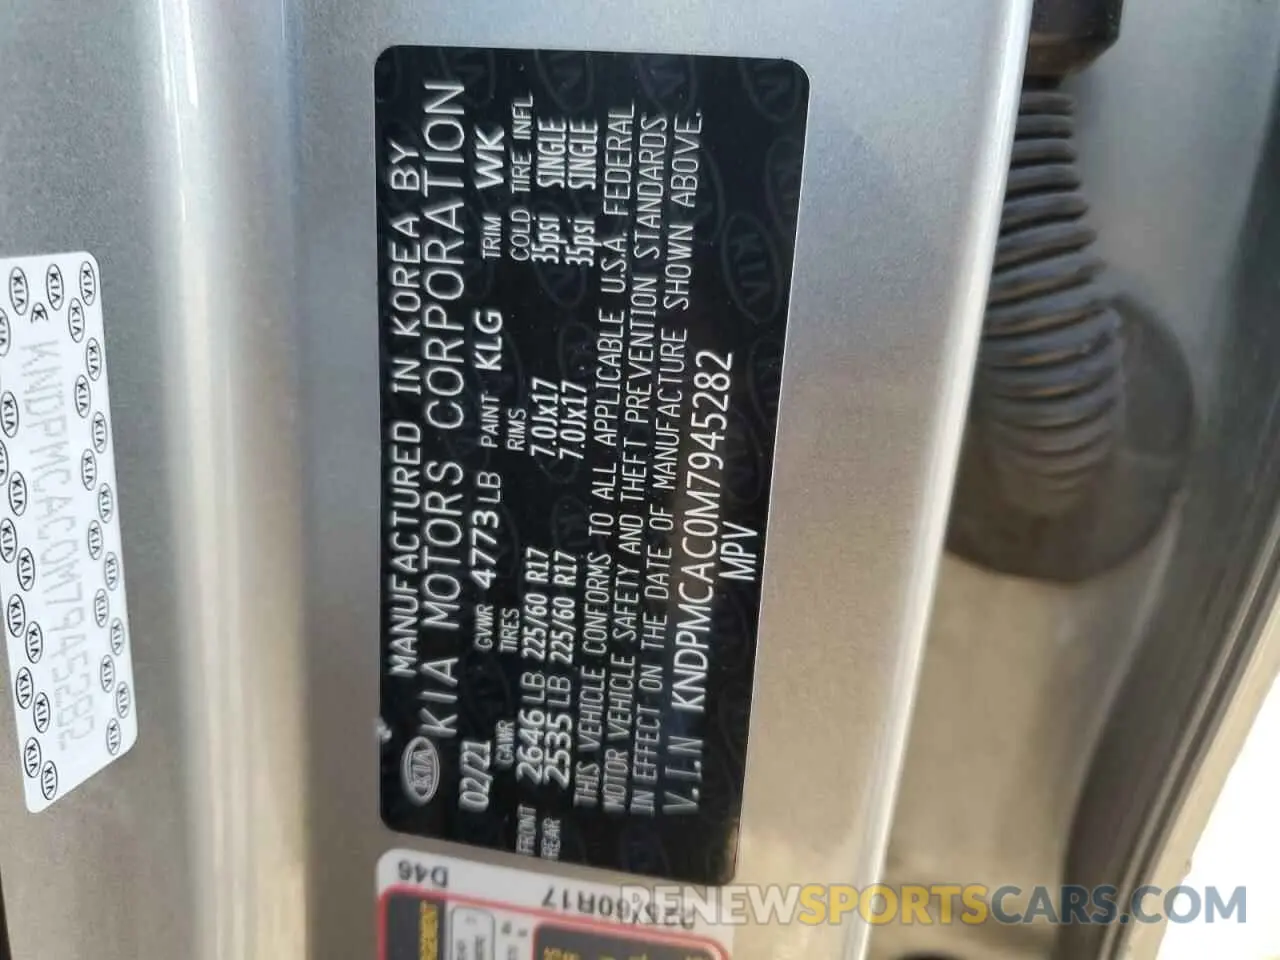 MANUFACTURED IN KOREA BY
KIA MOTORS CORPORATION
KIA
02/21 GVWR 4773LB PAINT KLG TRIM WK
GAWR TIRES RIMS COLD TIRE INFL
FRONT 2646LB 225/60 R17 7.0Jx17 35psi SINGLE
REAR 2535LB 225/60 R17 7.0Jx17 35psi SINGLE
THIS VEHICLE CONFORMS TO ALL APPLICABLE U.S.A. FEDERAL
MOTOR VEHICLE SAFETY AND THEFT PREVENTION STANDARDS
IN EFFECT ON THE DATE OF MANUFACTURE SHOWN ABOVE.
V.I.N KNDPMCAC0M7945282
MPV
KNDPMCAC0M7945282
D46
225/60R17
RENEWSPORTSCARS.COM